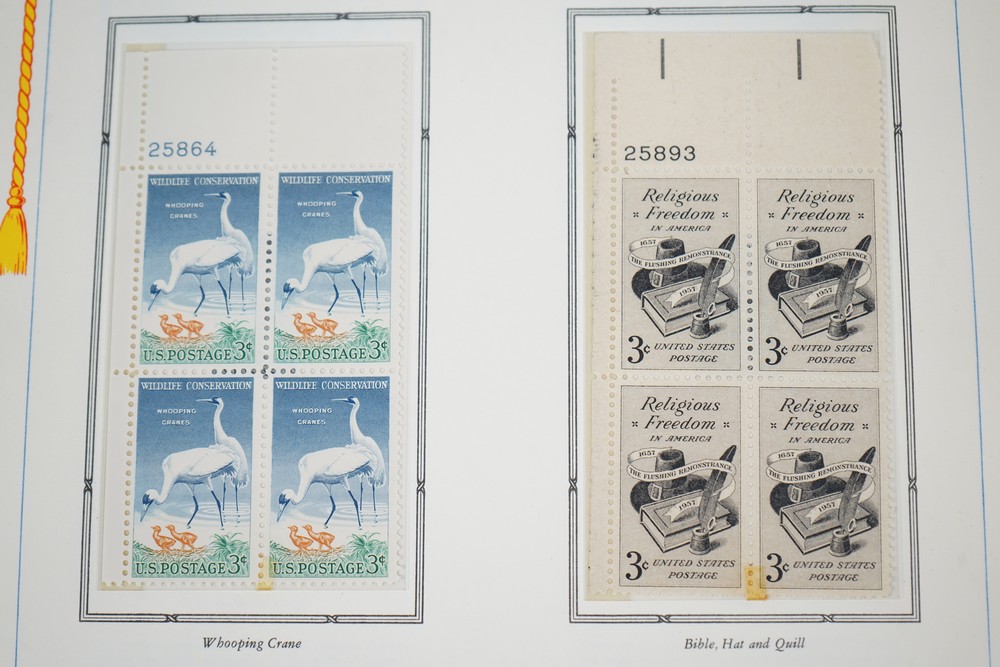 25864
WILDLIFE CONSERVATION
WHOOPING
CRANES
U.S. POSTAGE 3¢
WILDLIFE CONSERVATION
WHOOPING
CRANES
U.S. POSTAGE 3¢
WILDLIFE CONSERVATION
WHOOPING
CRANES
U.S. POSTAGE 3¢
WILDLIFE CONSERVATION
WHOOPING
CRANES
U.S. POSTAGE 3¢
Whooping Crane
25893
Religious
Freedom
IN AMERICA
1657
THE FLUSHING REMONSTRANCE
1957
3¢ UNITED STATES
POSTAGE
Religious
Freedom
IN AMERICA
1657
THE FLUSHING REMONSTRANCE
1957
3¢ UNITED STATES
POSTAGE
Religious
Freedom
IN AMERICA
1657
THE FLUSHING REMONSTRANCE
1957
3¢ UNITED STATES
POSTAGE
Religious
Freedom
IN AMERICA
1657
THE FLUSHING REMONSTRANCE
1957
3¢ UNITED STATES
POSTAGE
Bible, Hat and Quill